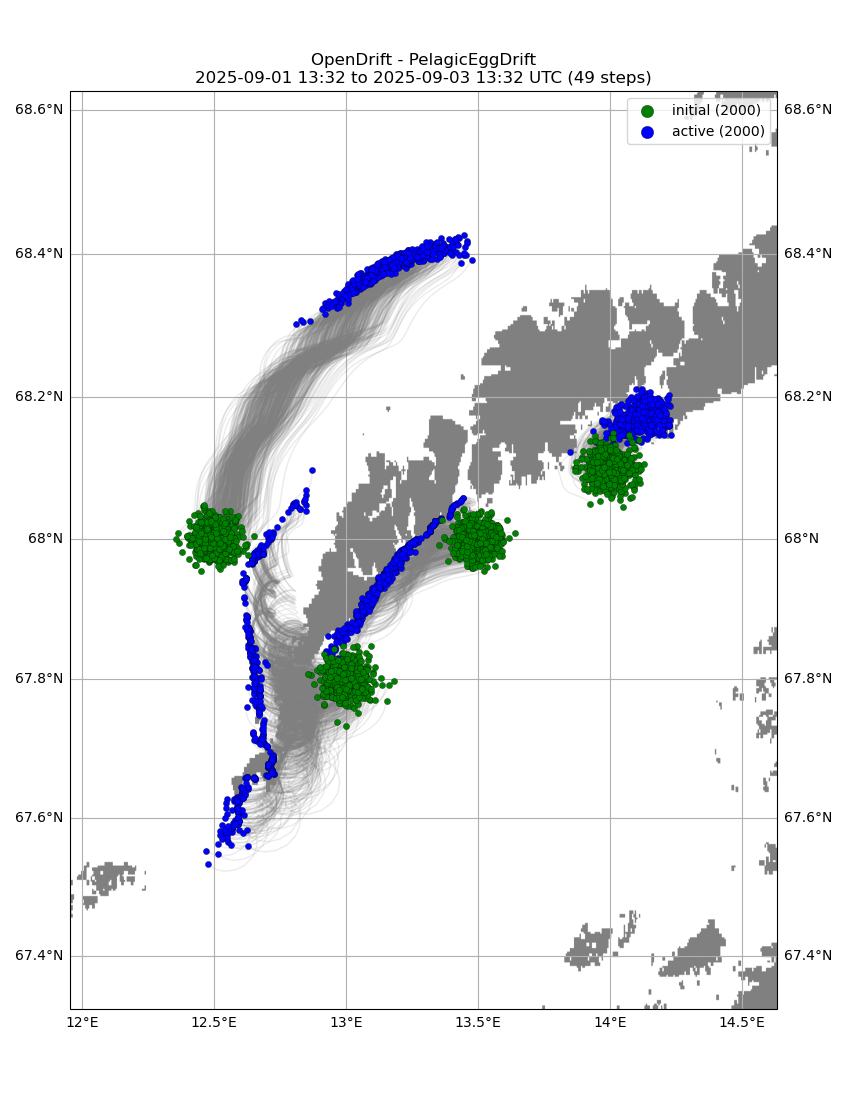 OpenDrift - PelagicEggDrift
2025-09-01 13:32 to 2025-09-03 13:32 UTC (49 steps)
initial (2000)
active (2000)
68.6°N
68.6°N
68.4°N
68.4°N
68.2°N
68.2°N
68°N
68°N
67.8°N
67.8°N
67.6°N
67.6°N
67.4°N
67.4°N
12°E
12.5°E
13°E
13.5°E
14°E
14.5°E